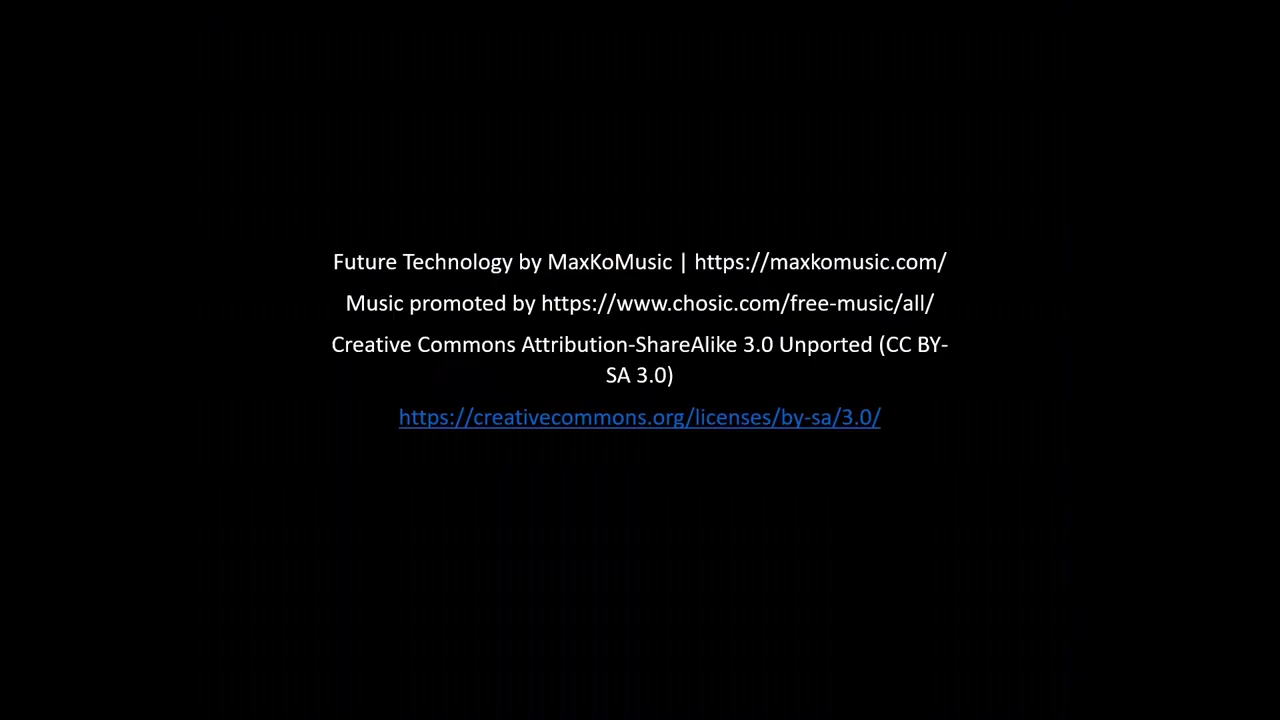 Future Technology by MaxKoMusic | https://maxkomusic.com/
Music promoted by https://www.chosic.com/free-music/all/
Creative Commons Attribution-ShareAlike 3.0 Unported (CC BY-
SA 3.0)
https://creativecommons.org/licenses/by-sa/3.0/